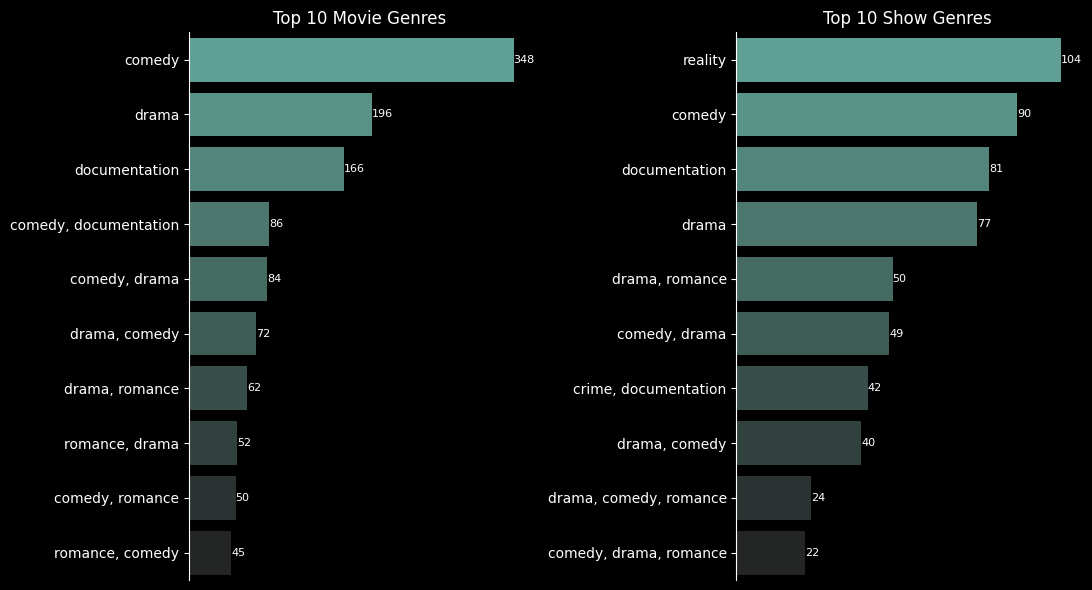 Top 10 Movie Genres
comedy 348
drama 196
documentation 166
comedy, documentation 86
comedy, drama 84
drama, comedy 72
drama, romance 62
romance, drama 52
comedy, romance 50
romance, comedy 45
Top 10 Show Genres
reality 104
comedy 90
documentation 81
drama 77
drama, romance 50
comedy, drama 49
crime, documentation 42
drama, comedy 40
drama, comedy, romance 24
comedy, drama, romance 22